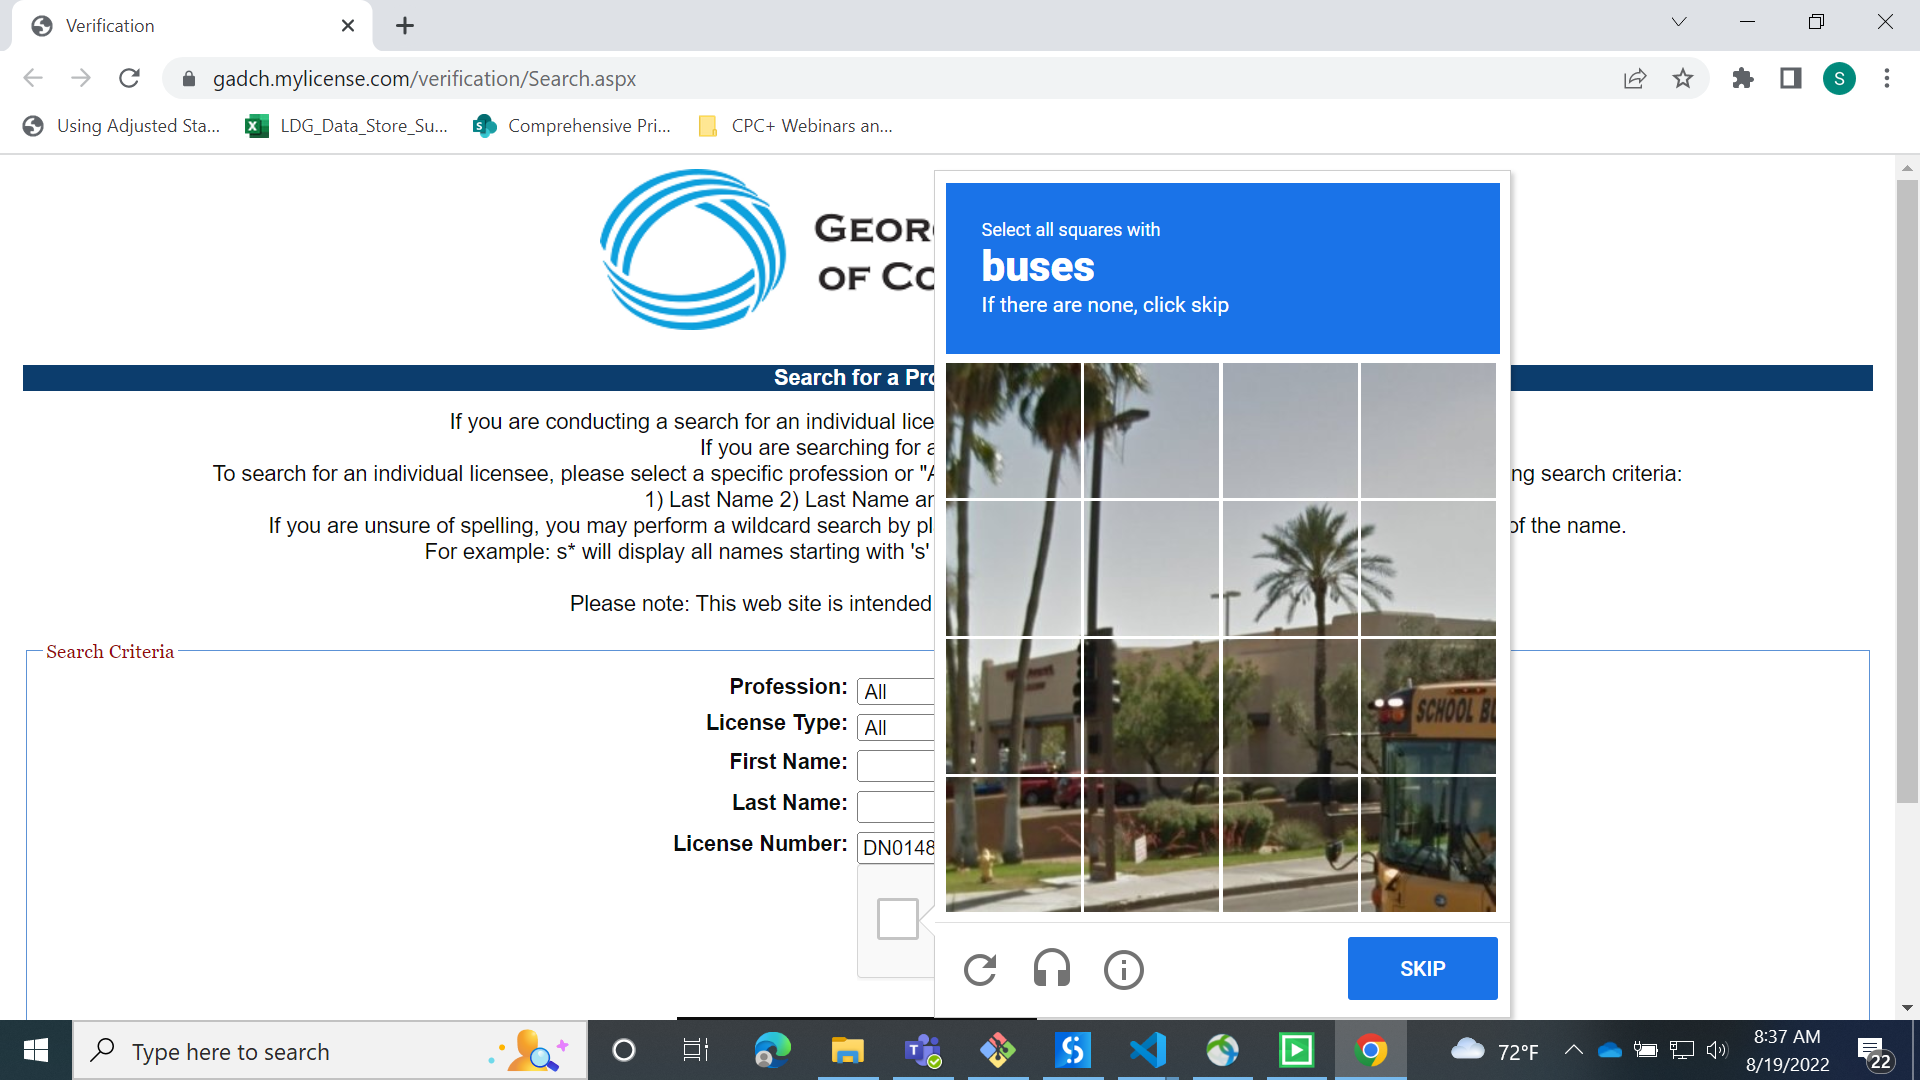 Verification
gadch.mylicense.com/verification/Search.aspx
S
Using Adjusted Sta...
LDG_Data_Store_Su...
Comprehensive Pri...
CPC+ Webinars an...
GEOR
OF CO
Search for a Pro
If you are conducting a search for an individual lice
If you are searching for a
To search for an individual licensee, please select a specific profession or "A
ng search criteria:
1) Last Name 2) Last Name an
If you are unsure of spelling, you may perform a wildcard search by pl
of the name.
For example: s* will display all names starting with 's'
Please note: This web site is intended
Search Criteria
Profession:
All
License Type:
All
First Name:
Last Name:
License Number:
DN0148
Select all squares with
buses
If there are none, click skip
SCHOOL BU
SKIP
Type here to search
72°F
8:37 AM
8/19/2022
22